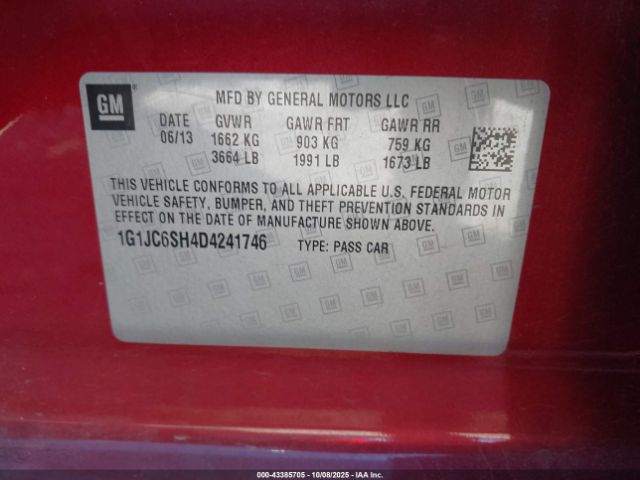 GM
MFD BY GENERAL MOTORS LLC
DATE GVWR GAWR FRT GAWR RR
06/13 1662 KG 903 KG 759 KG
3664 LB 1991 LB 1673 LB
THIS VEHICLE CONFORMS TO ALL APPLICABLE U.S. FEDERAL MOTOR
VEHICLE SAFETY, BUMPER, AND THEFT PREVENTION STANDARDS IN
EFFECT ON THE DATE OF MANUFACTURE SHOWN ABOVE.
1G1JC6SH4D4241746 TYPE: PASS CAR
000-43385705 - 10/08/2025 - IAA Inc.